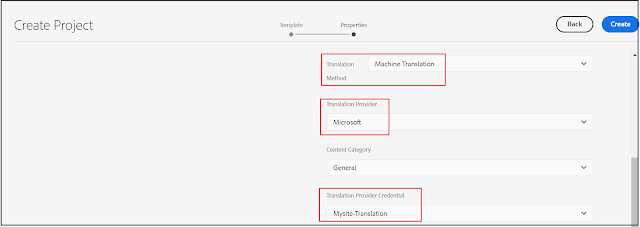 Create Project
Template
Properties
Back
Create
Translation Method
Machine Translation
Translation Provider
Microsoft
Content Category
General
Translation Provider Credential
Mysite-Translation